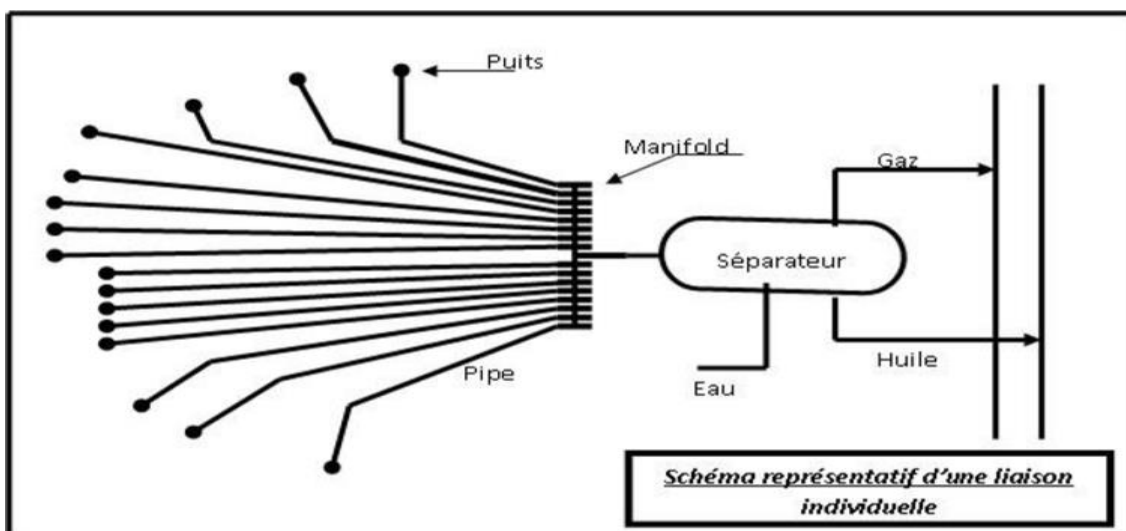 Puits
Manifold
Gaz
Séparateur
Pipe
Eau
Huile
Schéma représentatif d'une liaison
individuelle